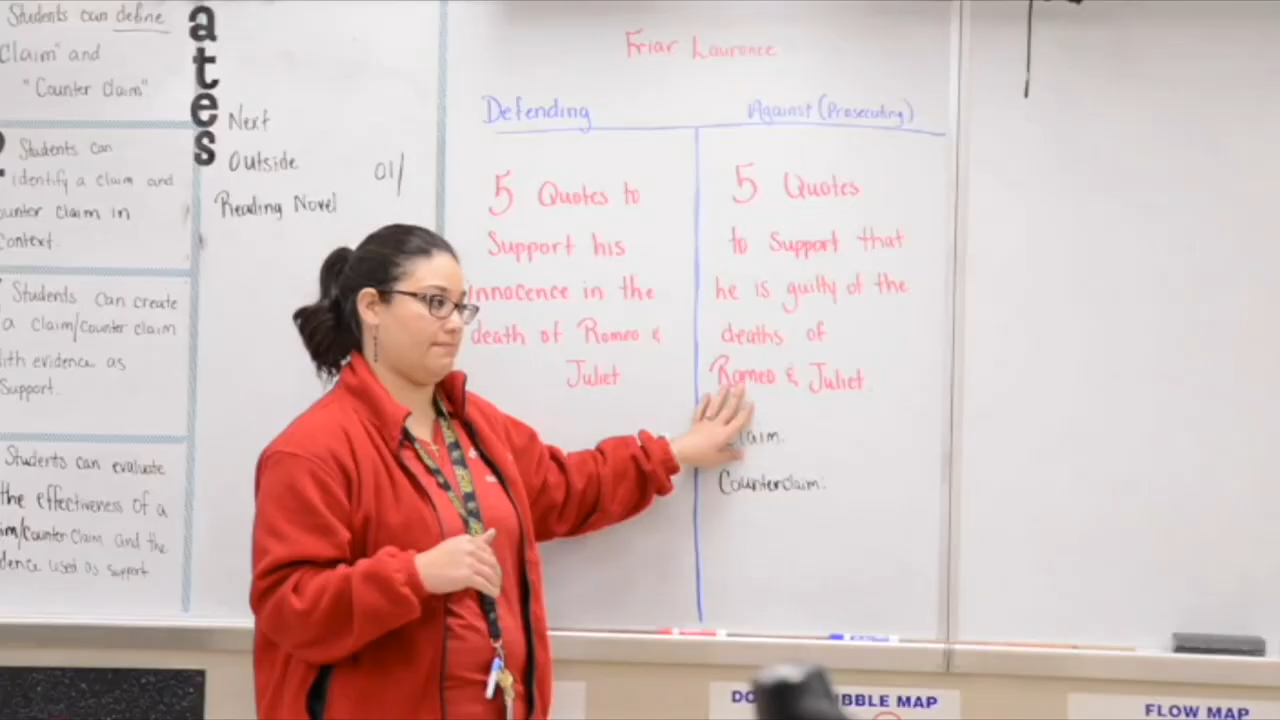 Students can define
Claim" and
"Counter claim"
Students can
identify a claim and
counter claim in
context.
Students can create
a claim/counter claim
with evidence as
Support.
Students can evaluate
the effectiveness of a
claim/counter claim and the
evidence used as support
ates
Next
Outside
Reading Novel
01/
Friar Laurence
Defending
5 Quotes to
Support his
innocence in the
death of Romeo &
Juliet
Against (Prosecuting)
5 Quotes
to Support that
he is guilty of the
deaths of
Romeo & Juliet
Claim:
Counterclaim:
BUBBLE MAP
FLOW MAP